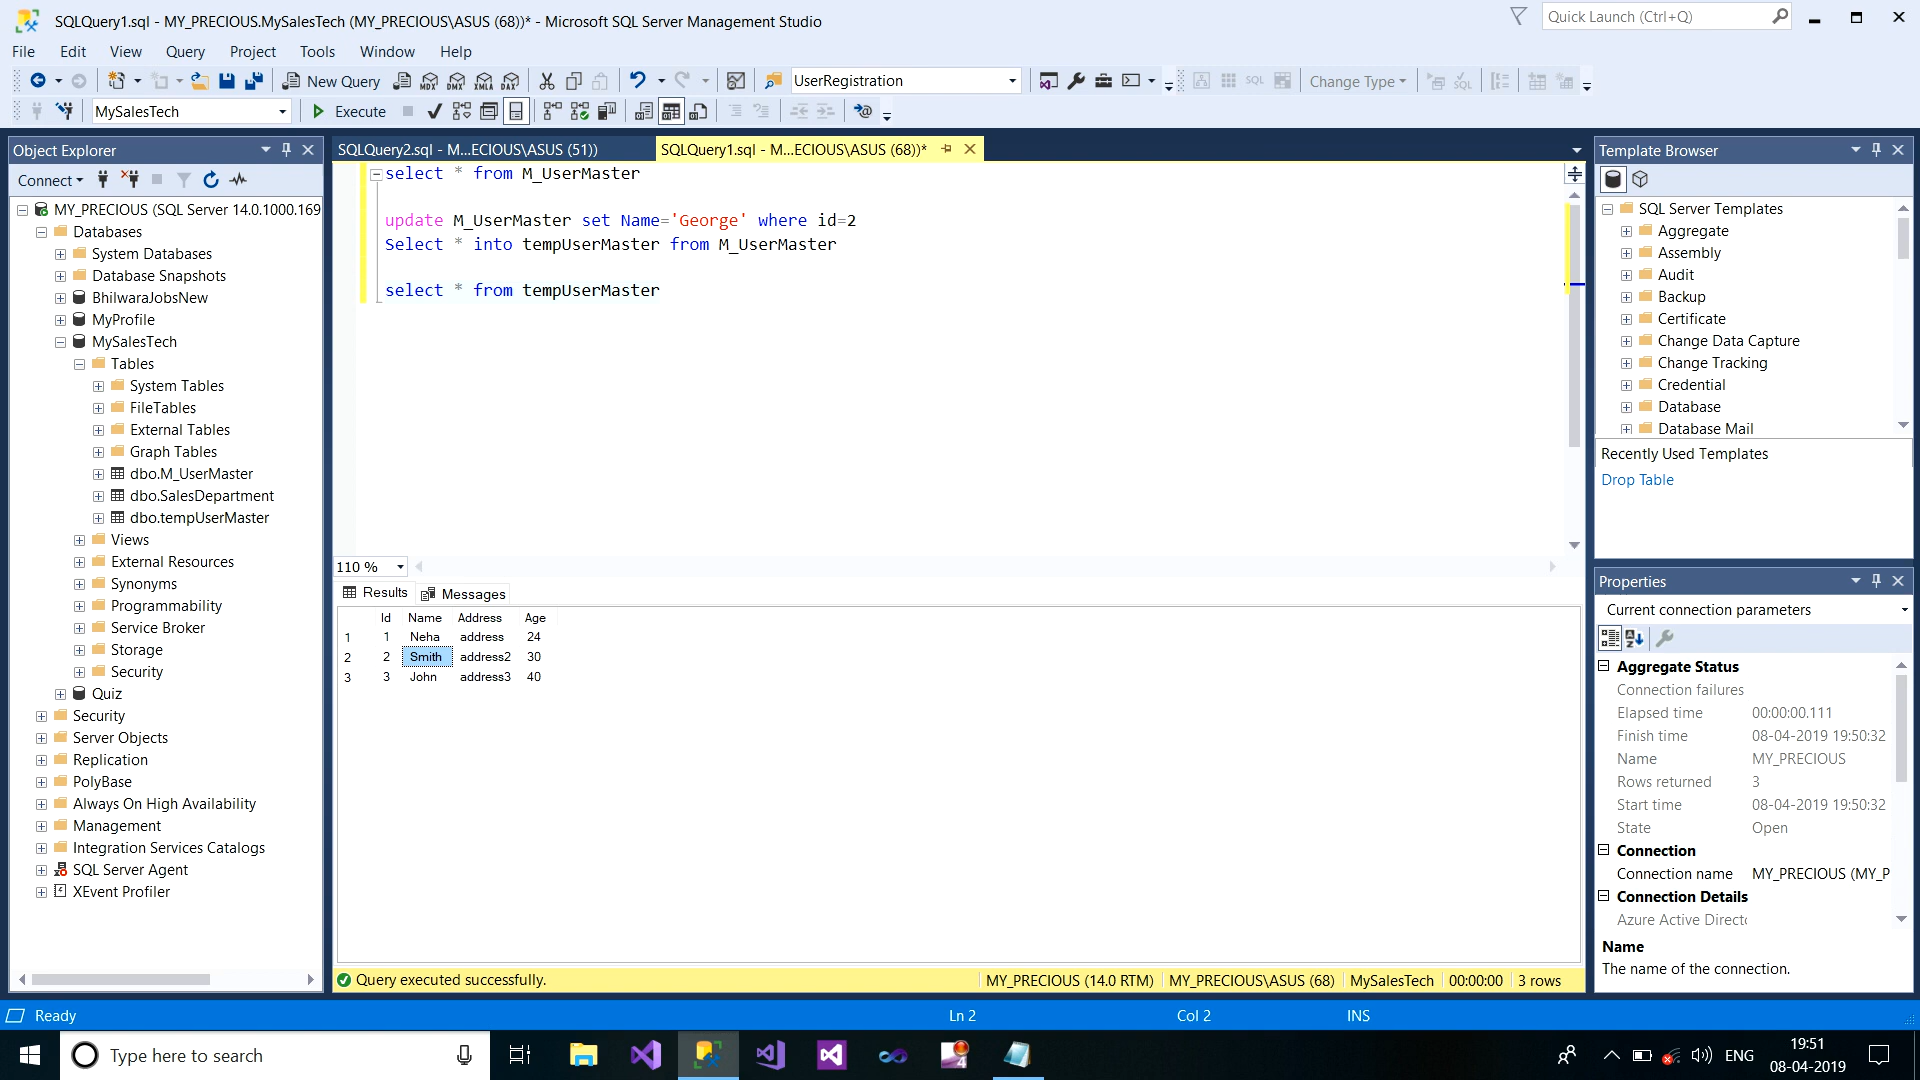 SQLQuery1.sql - MY_PRECIOUS.MySalesTech (MY_PRECIOUS\ASUS (68))* - Microsoft SQL Server Management Studio
Quick Launch (Ctrl+Q)
File Edit View Query Project Tools Window Help
New Query
MDX DMX XMLA DAX
UserRegistration
SQL
Change Type
MySalesTech
Execute
Object Explorer
Connect
MY_PRECIOUS (SQL Server 14.0.1000.169
Databases
System Databases
Database Snapshots
BhilwaraJobsNew
MyProfile
MySalesTech
Tables
System Tables
FileTables
External Tables
Graph Tables
dbo.M_UserMaster
dbo.SalesDepartment
dbo.tempUserMaster
Views
External Resources
Synonyms
Programmability
Service Broker
Storage
Security
Quiz
Security
Server Objects
Replication
PolyBase
Always On High Availability
Management
Integration Services Catalogs
SQL Server Agent
XEvent Profiler
SQLQuery2.sql - M...ECIOUS\ASUS (51))
SQLQuery1.sql - M...ECIOUS\ASUS (68))*
select * from M_UserMaster
update M_UserMaster set Name='George' where id=2
Select * into tempUserMaster from M_UserMaster
select * from tempUserMaster
110 %
Results Messages
Id Name Address Age
1 1 Neha address 24
2 2 Smith address2 30
3 3 John address3 40
Query executed successfully.
MY_PRECIOUS (14.0 RTM) MY_PRECIOUS\ASUS (68) MySalesTech 00:00:00 3 rows
Template Browser
SQL Server Templates
Aggregate
Assembly
Audit
Backup
Certificate
Change Data Capture
Change Tracking
Credential
Database
Database Mail
Recently Used Templates
Drop Table
Properties
Current connection parameters
Aggregate Status
Connection failures
Elapsed time 00:00:00.111
Finish time 08-04-2019 19:50:32
Name MY_PRECIOUS
Rows returned 3
Start time 08-04-2019 19:50:32
State Open
Connection
Connection name MY_PRECIOUS (MY_P
Connection Details
Azure Active Directo
Name
The name of the connection.
Ready
Ln 2 Col 2 INS
Type here to search
4
ENG
19:51
08-04-2019